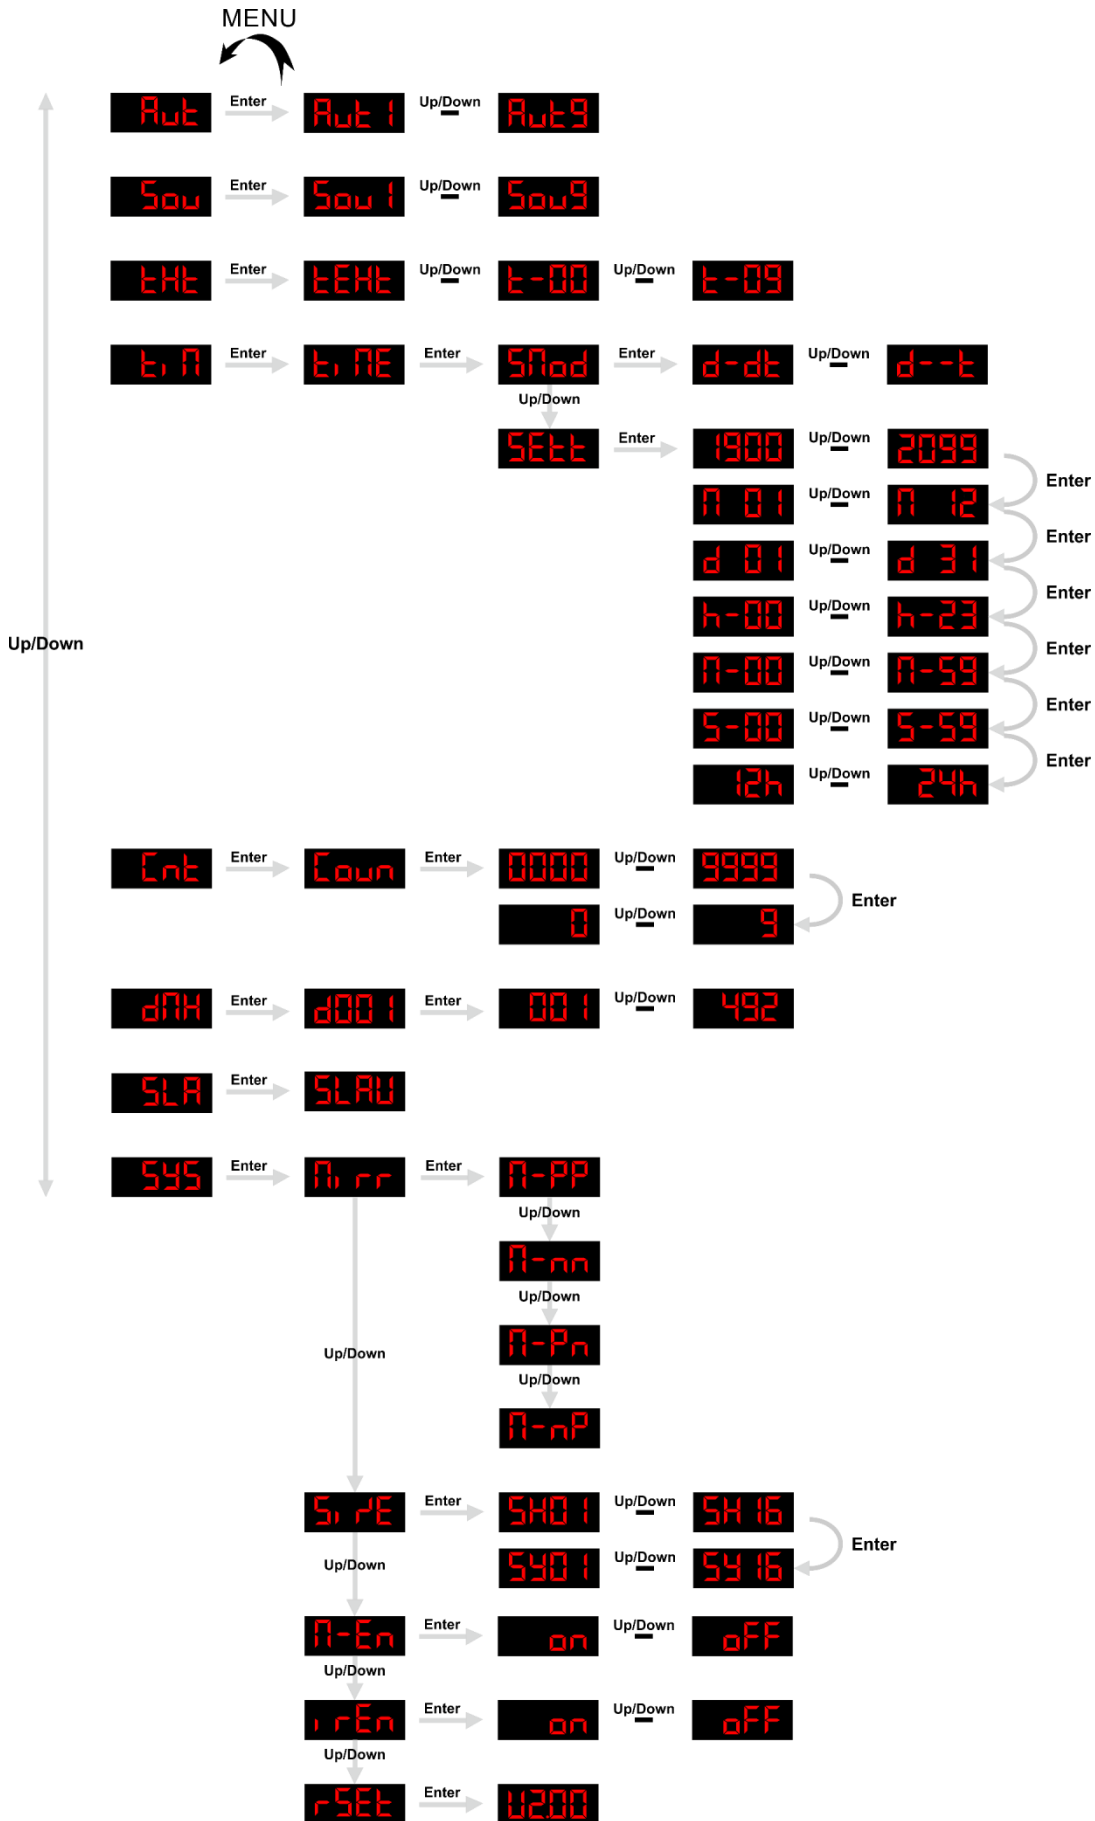 MENU
Aut Enter Aut1 Up/Down Aut9
Sou Enter Sou1 Up/Down Sou9
tHt Enter tEHt Up/Down t-00 Up/Down t-09
tiM Enter tiME Enter SMod Enter d-dt Up/Down d--t
Up/Down
SEtt Enter 1900 Up/Down 2099
Enter
M 01 Up/Down M 12
Enter
d 01 Up/Down d 31
Enter
h-00 Up/Down h-23
Up/Down
Enter
M-00 Up/Down M-59
Enter
S-00 Up/Down S-59
Enter
12h Up/Down 24h
Cnt Enter Coun Enter 0000 Up/Down 9999
Enter
0 Up/Down 9
dMH Enter d001 Enter 001 Up/Down 492
SLA Enter SLAU
SYS Enter Mirr Enter M-PP
Up/Down
M-nn
Up/Down
M-Pn
Up/Down
Up/Down
M-nP
SizE Enter SH01 Up/Down SH16
Enter
Up/Down
SY01 Up/Down SY16
M-En Enter on Up/Down oFF
Up/Down
irEn Enter on Up/Down oFF
Up/Down
rSEt Enter U2.00